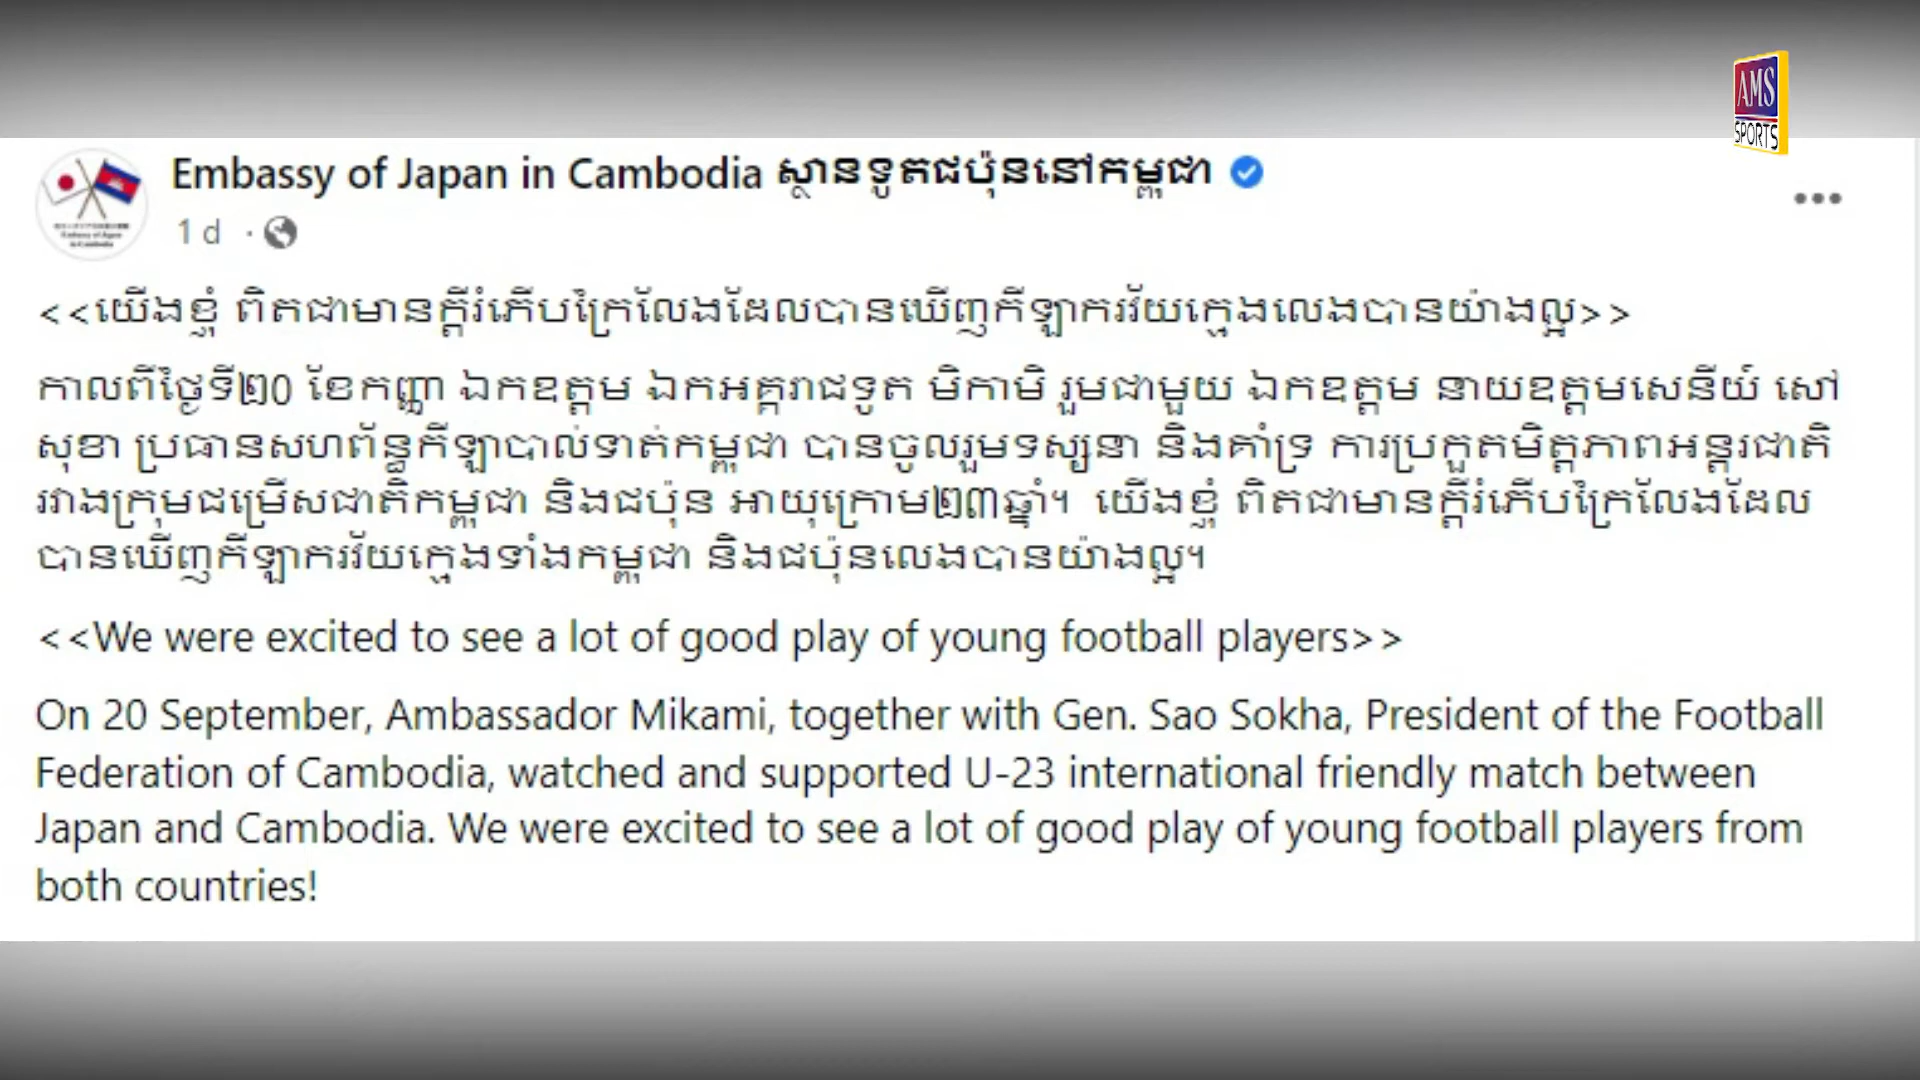 AMS
SPORTS
Embassy of Japan in Cambodia ស្ថានទូតជប៉ុននៅកម្ពុជា
1 d ·
<<យើងខ្ញុំ ពិតជាមានក្តីរំភើបក្រៃលែងដែលបានឃើញកីឡាករវ័យក្មេងលេងបានយ៉ាងល្អ>>
កាលពីថ្ងៃទី២០ ខែកញ្ញា ឯកឧត្តម ឯកអគ្គរាជទូត មិកាមិ រួមជាមួយ ឯកឧត្តម នាយឧត្តមសេនីយ៍ សៅ
សុខា ប្រធានសហព័ន្ធកីឡាបាល់ទាត់កម្ពុជា បានចូលរួមទស្សនា និងគាំទ្រ ការប្រកួតមិត្តភាពអន្តរជាតិ
រវាងក្រុមជម្រើសជាតិកម្ពុជា និងជប៉ុន អាយុក្រោម២៣ឆ្នាំ។ យើងខ្ញុំ ពិតជាមានក្តីរំភើបក្រៃលែងដែល
បានឃើញកីឡាករវ័យក្មេងទាំងកម្ពុជា និងជប៉ុនលេងបានយ៉ាងល្អ។
<<We were excited to see a lot of good play of young football players>>
On 20 September, Ambassador Mikami, together with Gen. Sao Sokha, President of the Football
Federation of Cambodia, watched and supported U-23 international friendly match between
Japan and Cambodia. We were excited to see a lot of good play of young football players from
both countries!